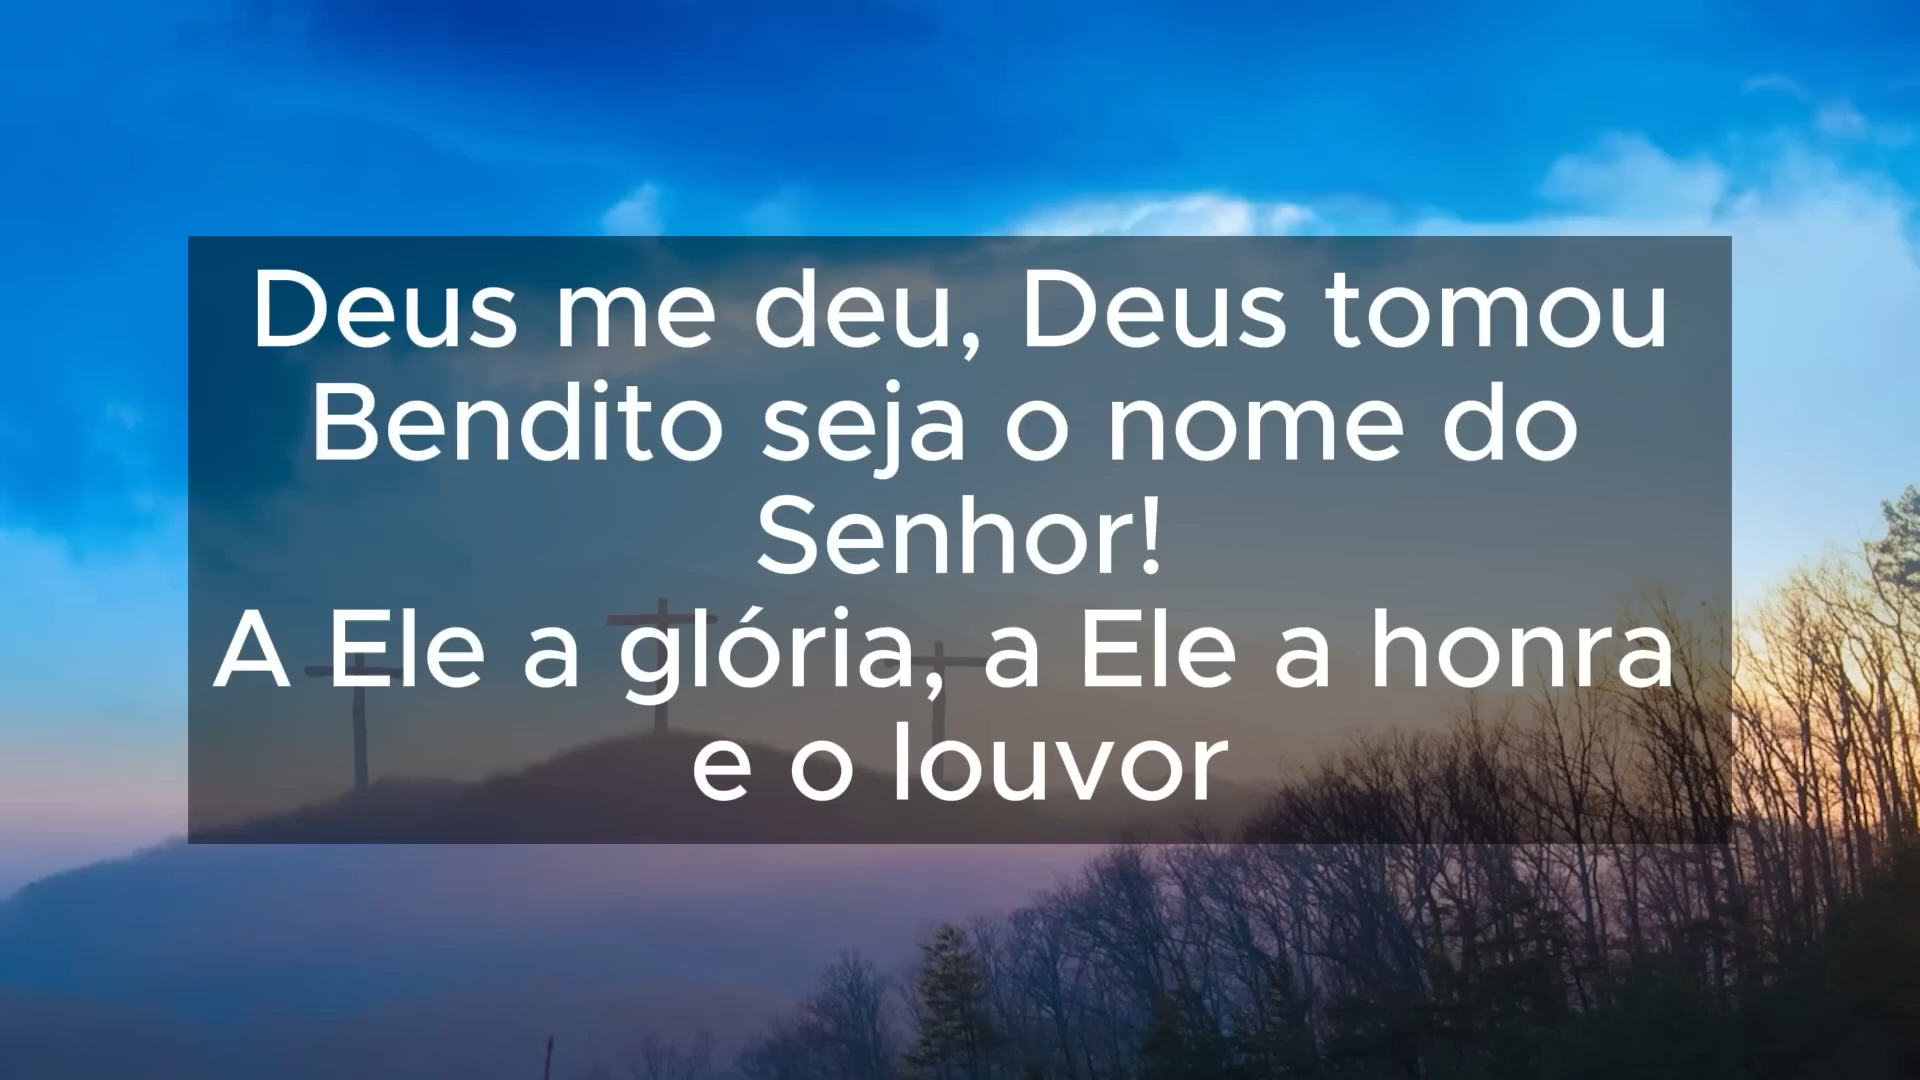 Deus me deu, Deus tomou
Bendito seja o nome do
Senhor!
A Ele a glória, a Ele a honra
e o louvor